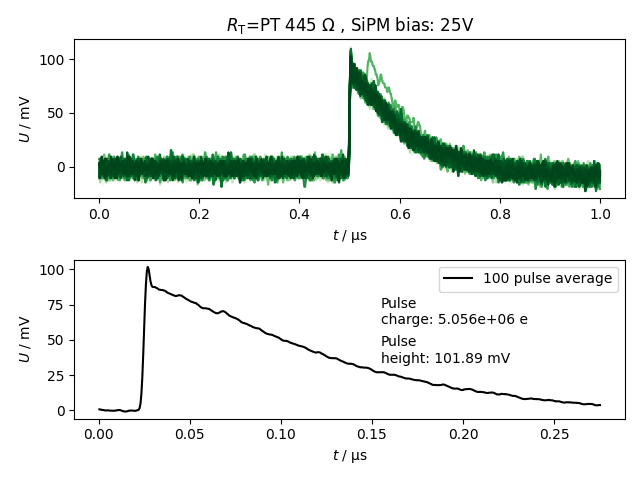 R_T=PT 445 Ω , SiPM bias: 25V
100
50
0
U / mV
0.0 0.2 0.4 0.6 0.8 1.0
t / µs
100
75
50
25
0
U / mV
100 pulse average
Pulse
charge: 5.056e+06 e
Pulse
height: 101.89 mV
0.00 0.05 0.10 0.15 0.20 0.25
t / µs